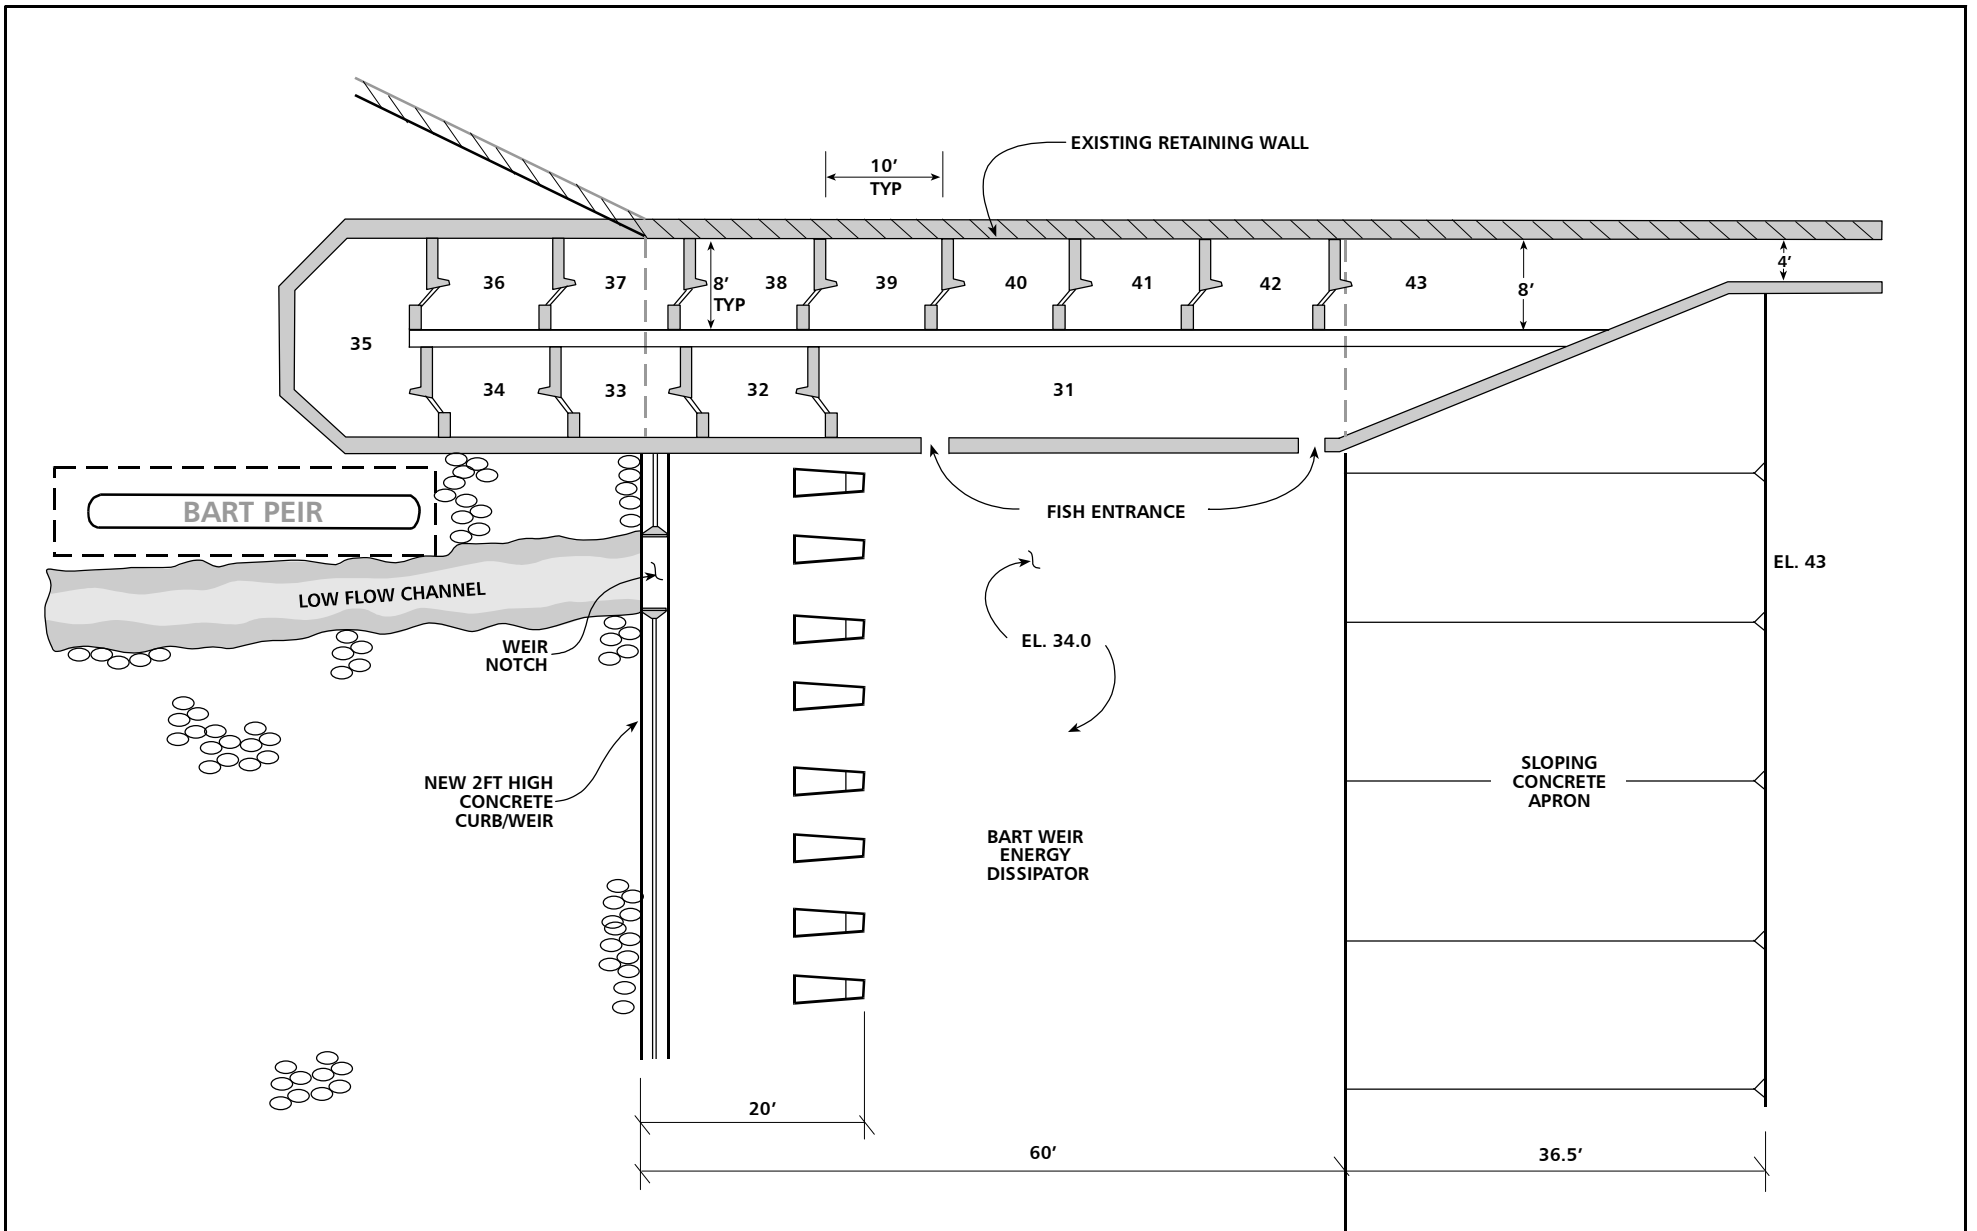 EXISTING RETAINING WALL
10’
TYP
36
37
8’
TYP
38
39
40
41
42
43
8’
4’
35
34
33
32
31
BART PEIR
FISH ENTRANCE
LOW FLOW CHANNEL
EL. 43
WEIR
NOTCH
EL. 34.0
NEW 2FT HIGH
CONCRETE
CURB/WEIR
SLOPING
CONCRETE
APRON
BART WEIR
ENERGY
DISSIPATOR
20’
60’
36.5’